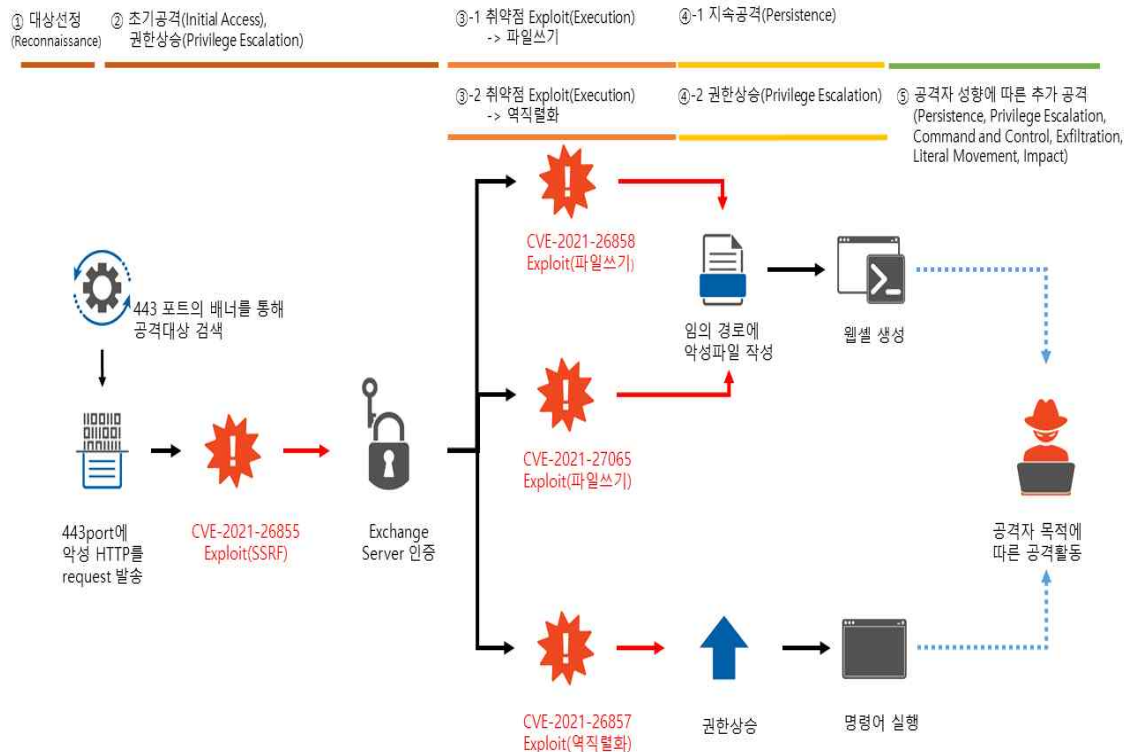 ① 대상선정
(Reconnaissance)
② 초기공격(Initial Access),
권한상승(Privilege Escalation)
③-1 취약점 Exploit(Execution)
-> 파일쓰기
④-1 지속공격(Persistence)
③-2 취약점 Exploit(Execution)
-> 역직렬화
④-2 권한상승(Privilege Escalation)
⑤ 공격자 성향에 따른 추가 공격
(Persistence, Privilege Escalation,
Command and Control, Exfiltration,
Literal Movement, Impact)
443 포트의 배너를 통해
공격대상 검색
443port에
악성 HTTP를
request 발송
CVE-2021-26855
Exploit(SSRF)
Exchange
Server 인증
CVE-2021-26858
Exploit(파일쓰기)
CVE-2021-27065
Exploit(파일쓰기)
CVE-2021-26857
Exploit(역직렬화)
임의 경로에
악성파일 작성
웹셸 생성
권한상승
명령어 실행
공격자 목적에
따른 공격활동